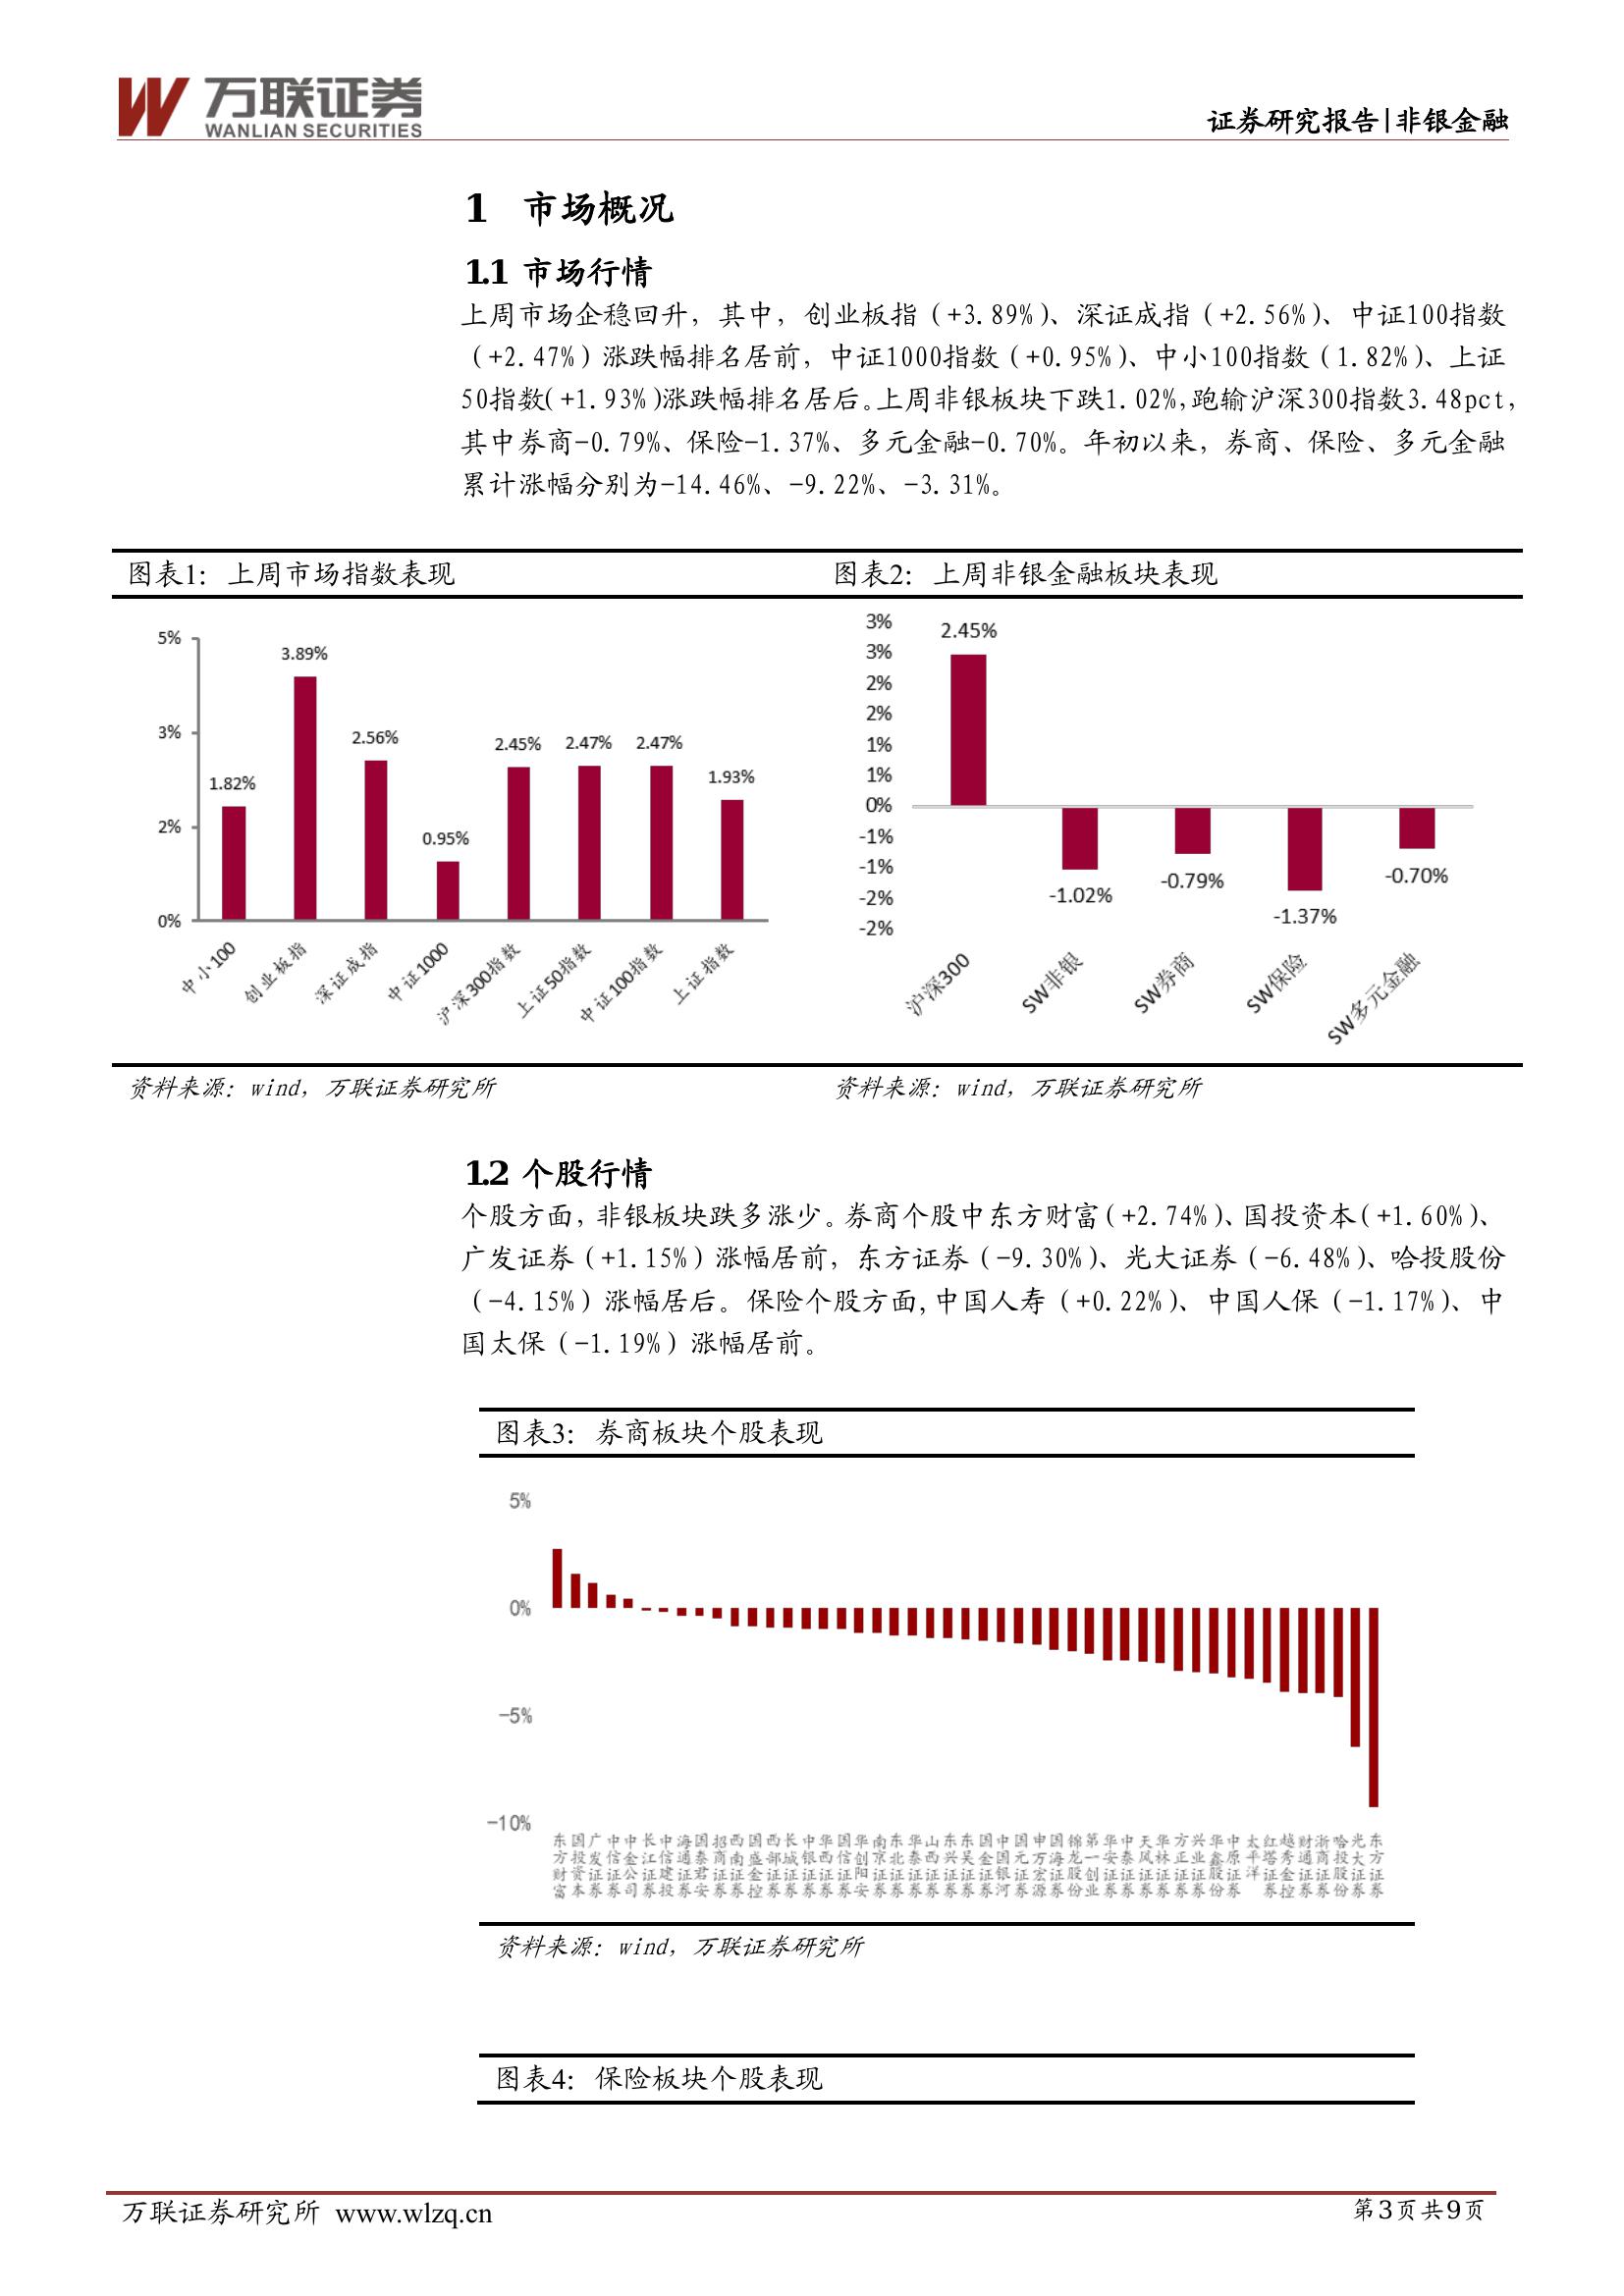 万联证券
WANLIAN SECURITIES
证券研究报告|非银金融
1 市场概况
1.1 市场行情
上周市场企稳回升，其中，创业板指（+3.89%）、深证成指（+2.56%）、中证100指数
（+2.47%）涨跌幅排名居前，中证1000指数（+0.95%）、中小100指数（1.82%）、上证
50指数(+1.93%)涨跌幅排名居后。上周非银板块下跌1.02%,跑输沪深300指数3.48pct,
其中券商-0.79%、保险-1.37%、多元金融-0.70%。年初以来，券商、保险、多元金融
累计涨幅分别为-14.46%、-9.22%、-3.31%。
图表1：上周市场指数表现
5%
3%
2%
0%
1.82%
3.89%
2.56%
0.95%
2.45%
2.47%
2.47%
1.93%
中小100
创业板指
深证成指
中证1000
沪深300指数
上证50指数
中证100指数
上证指数
资料来源：wind，万联证券研究所
图表2：上周非银金融板块表现
3%
3%
2%
2%
1%
1%
0%
-1%
-1%
-2%
-2%
2.45%
-1.02%
-0.79%
-1.37%
-0.70%
沪深300
SW非银
SW券商
SW保险
SW多元金融
资料来源：wind，万联证券研究所
1.2 个股行情
个股方面，非银板块跌多涨少。券商个股中东方财富(+2.74%)、国投资本(+1.60%)、
广发证券（+1.15%）涨幅居前，东方证券（-9.30%）、光大证券（-6.48%）、哈投股份
（-4.15%）涨幅居后。保险个股方面,中国人寿（+0.22%）、中国人保（-1.17%）、中
国太保（-1.19%）涨幅居前。
图表3：券商板块个股表现
5%
0%
-5%
-10%
东方财富
国投资本
广发证券
中信证券
中金公司
长江证券
中信建投
海通证券
国泰君安
招商证券
西南证券
国盛金控
西部证券
长城证券
中银证券
华西证券
国信证券
华创阳安
南京证券
东北证券
华泰证券
山西证券
东兴证券
东吴证券
国金证券
中国银河
国元证券
申万宏源
国海证券
锦龙股份
第一创业
华安证券
中泰证券
天风证券
华林证券
方正证券
兴业证券
华鑫股份
中原证券
太平洋
红塔证券
越秀金控
财通证券
浙商证券
哈投股份
光大证券
东方证券
资料来源：wind，万联证券研究所
图表4：保险板块个股表现
万联证券研究所 www.wlzq.cn
第3页共9页